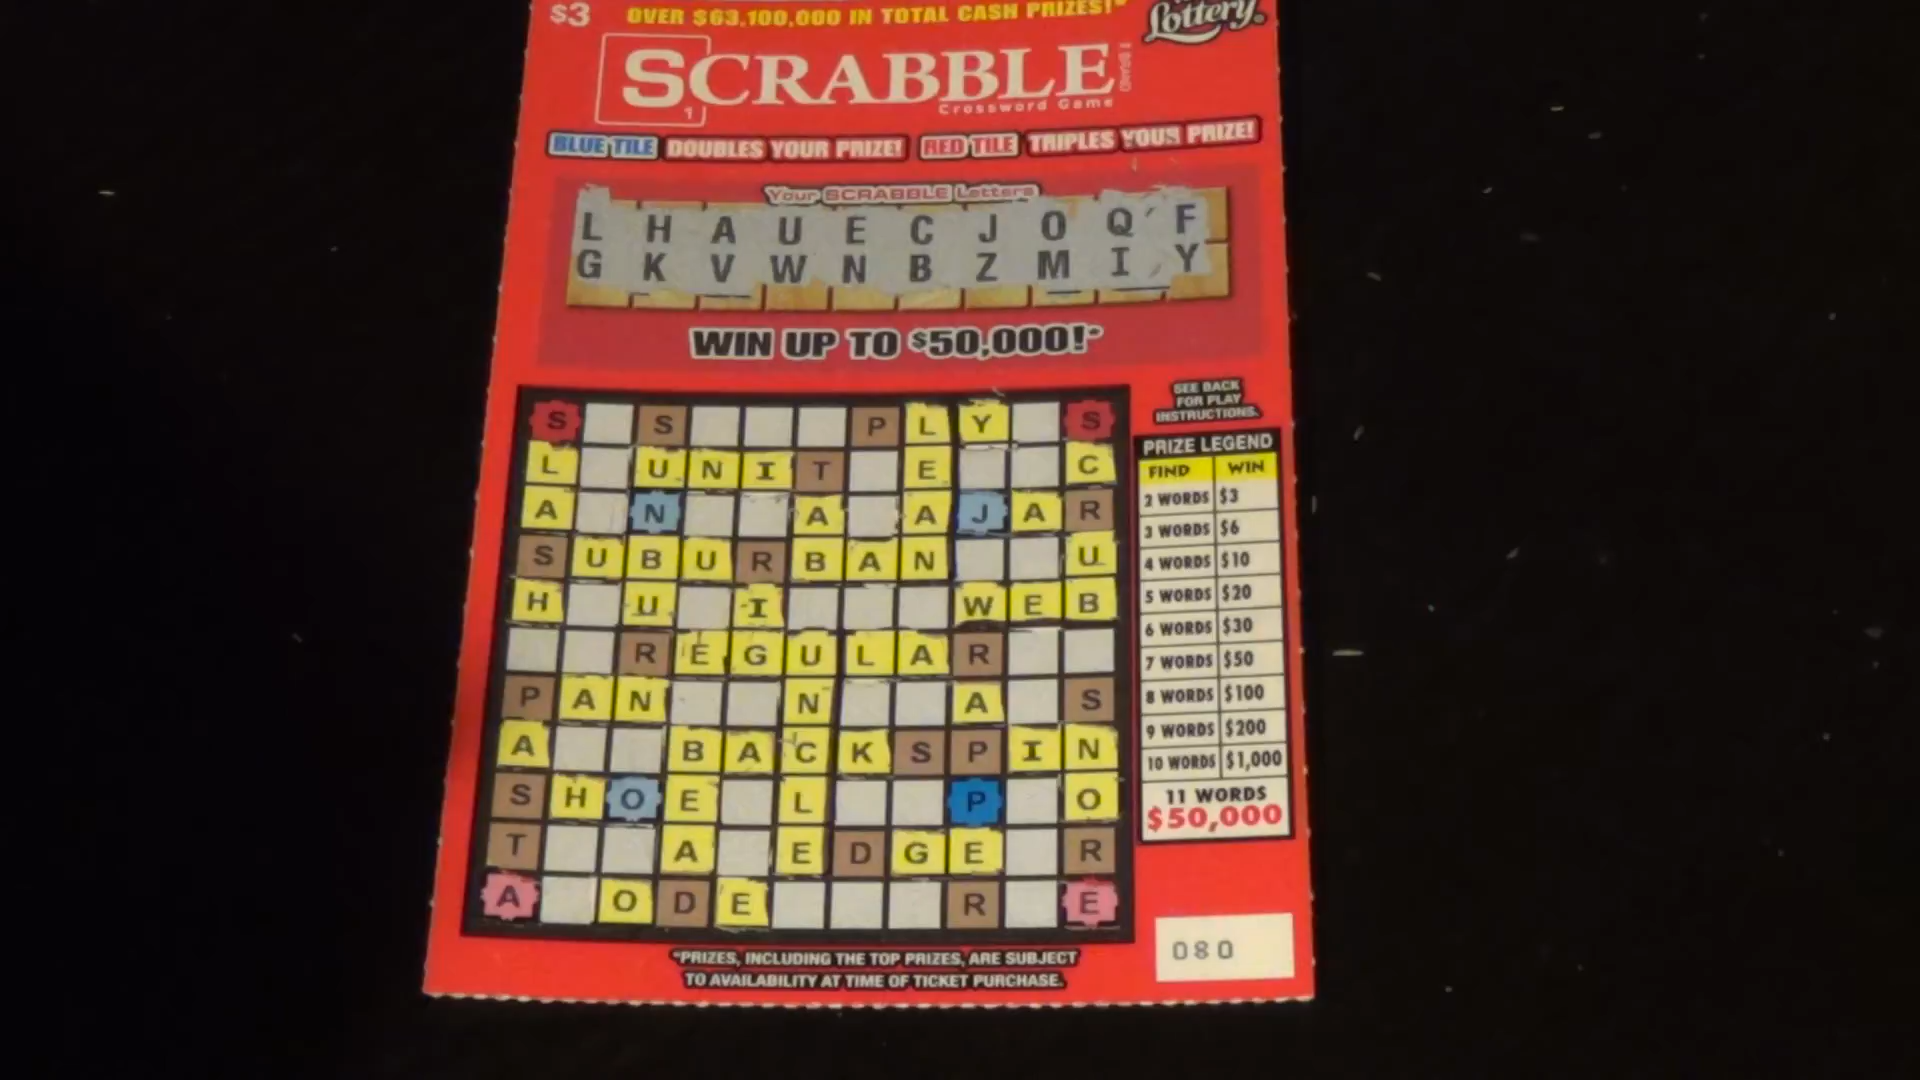 $3 OVER $63,100,000 IN TOTAL CASH PRIZES!*
Lottery
SCRABBLE
1
Crossword Game
BLUE TILE DOUBLES YOUR PRIZE! RED TILE TRIPLES YOUR PRIZE!
Your SCRABBLE Letters
L H A U E C J O Q F
G K V W N B Z M I Y
WIN UP TO $50,000!*
SEE BACK
FOR PLAY
INSTRUCTIONS.
S S P L Y S
L U N I T E C
A N A A J A R
S U B U R B A N U
H U I W E B
R E G U L A R
P A N N A S
A B A C K S P I N
S H O E L P O
T A E D G E R
A O D E R E
PRIZE LEGEND
FIND WIN
2 WORDS $3
3 WORDS $6
4 WORDS $10
5 WORDS $20
6 WORDS $30
7 WORDS $50
8 WORDS $100
9 WORDS $200
10 WORDS $1,000
11 WORDS
$50,000
080
*PRIZES, INCLUDING THE TOP PRIZES, ARE SUBJECT
TO AVAILABILITY AT TIME OF TICKET PURCHASE.